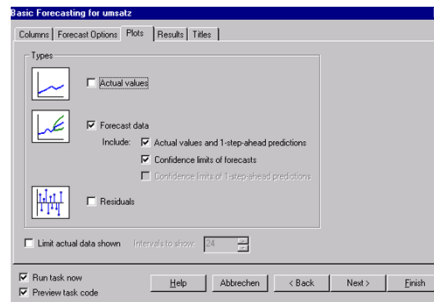 Basic Forecasting for umsatz
Columns Forecast Options Plots Results Titles
Types
Actual values
Forecast data
Include: Actual values and 1-step-ahead predictions
Confidence limits of forecasts
Confidence limits of 1-step-ahead predictions
Residuals
Limit actual data shown Intervals to show: 24
Run task now
Preview task code
Help Abbrechen < Back Next > Finish